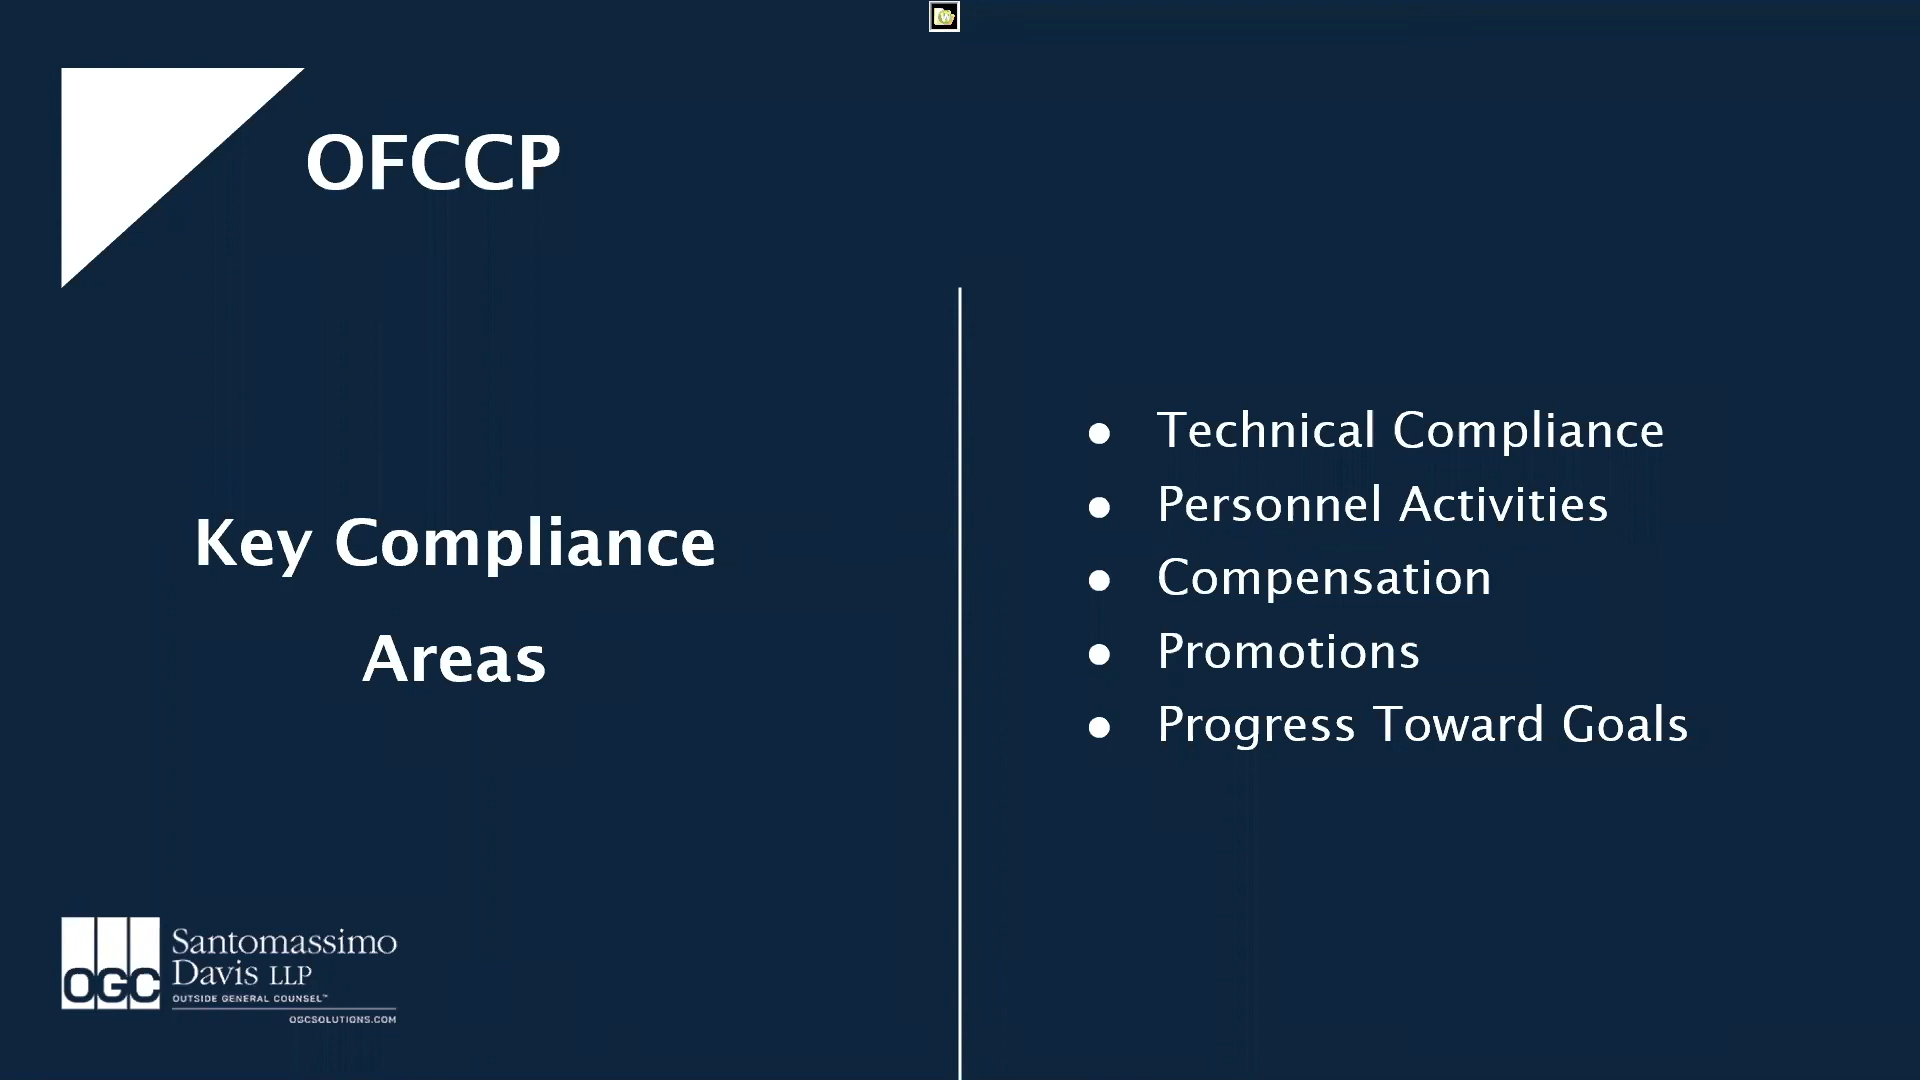 OFCCP
Key Compliance
Areas
● Technical Compliance
● Personnel Activities
● Compensation
● Promotions
● Progress Toward Goals
OGC
Santomassimo
Davis LLP
OUTSIDE GENERAL COUNSEL™
OGCSOLUTIONS.COM